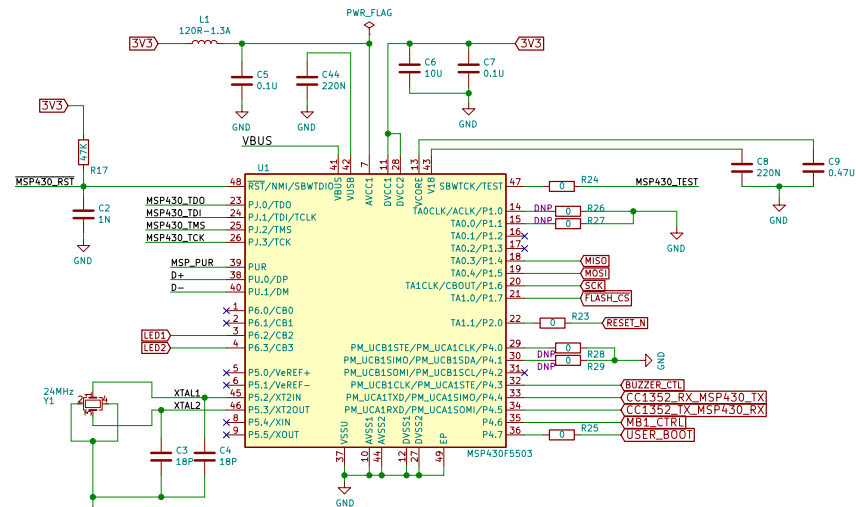 PWR_FLAG
L1
120R-1.3A
3V3
3V3
C5
0.1U
GND
C44
220N
GND
C6
10U
C7
0.1U
GND
3V3
47K
R17
VBUS
MSP430_RST
C2
1N
GND
C8
220N
C9
0.47U
GND
U1
41
42
7
11
28
13
43
VBUS
VUSB
AVCC1
DVCC1
DVCC2
VCORE
V18
48 RST/NMI/SBWTDIO
MSP430_TDO 23 PJ.0/TDO
MSP430_TDI 24 PJ.1/TDI/TCLK
MSP430_TMS 25 PJ.2/TMS
MSP430_TCK 26 PJ.3/TCK
MSP_PUR 39 PUR
D+ 38 PU.0/DP
D- 40 PU.1/DM
1 P6.0/CB0
2 P6.1/CB1
LED1 3 P6.2/CB2
LED2 4 P6.3/CB3
5 P5.0/VeREF+
6 P5.1/VeREF-
XTAL1 45 P5.2/XT2IN
XTAL2 46 P5.3/XT2OUT
8 P5.4/XIN
9 P5.5/XOUT
24MHz
Y1
2
4
C3
18P
C4
18P
SBWTCK/TEST 47 0 R24 MSP430_TEST
TA0CLK/ACLK/P1.0 14 DNP 0 R26
TA0.0/P1.1 15 DNP 0 R27
GND
TA0.1/P1.2 16
TA0.2/P1.3 17
TA0.3/P1.4 18 MISO
TA0.4/P1.5 19 MOSI
TA1CLK/CBOUT/P1.6 20 SCK
TA1.0/P1.7 21 FLASH_CS
TA1.1/P2.0 22 0 R23 RESET_N
PM_UCB1STE/PM_UCA1CLK/P4.0 29 0
DNP R28
PM_UCB1SIMO/PM_UCB1SDA/P4.1 30 0
DNP R29
GND
PM_UCB1SOMI/PM_UCB1SCL/P4.2 31
PM_UCB1CLK/PM_UCA1STE/P4.3 32 BUZZER_CTL
PM_UCA1TXD/PM_UCA1SIMO/P4.4 33 CC1352_RX_MSP430_TX
PM_UCA1RXD/PM_UCA1SOMI/P4.5 34 CC1352_TX_MSP430_RX
P4.6 35 MB1_CTRL
P4.7 36 0 R25 USER_BOOT
VSSU
AVSS1
AVSS2
DVSS1
DVSS2
EP
37
10
44
12
27
49
MSP430F5503
GND